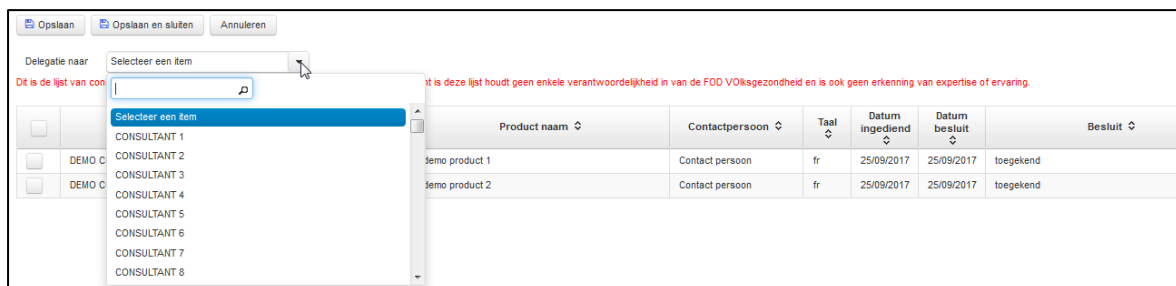 Opslaan Opslaan en sluiten Annuleren
Delegatie naar Selecteer een item
Dit is de lijst van con nt is deze lijst houdt geen enkele verantwoordelijkheid in van de FOD VOlksgezondheid en is ook geen erkenning van expertise of ervaring.
Selecteer een item
CONSULTANT 1
CONSULTANT 2
CONSULTANT 3
CONSULTANT 4
CONSULTANT 5
CONSULTANT 6
CONSULTANT 7
CONSULTANT 8
Product naam Contactpersoon Taal Datum ingediend Datum besluit Besluit
DEMO C demo product 1 Contact persoon fr 25/09/2017 25/09/2017 toegekend
DEMO C demo product 2 Contact persoon fr 25/09/2017 25/09/2017 toegekend